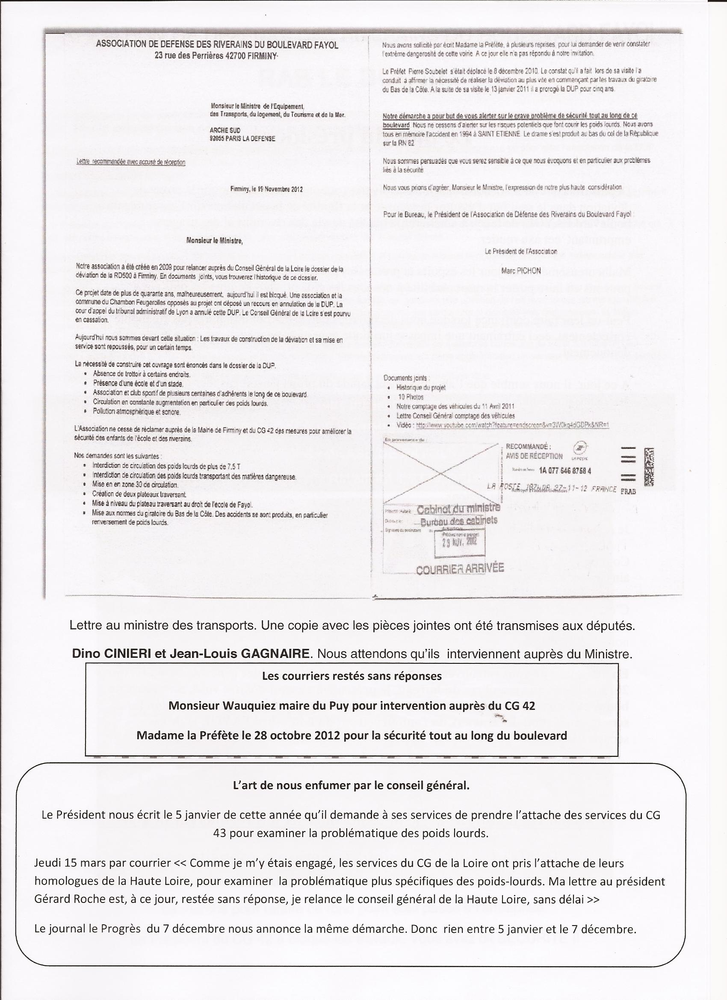 ASSOCIATION DE DEFENSE DES RIVERAINS DU BOULEVARD FAYOL
23 rue des Perrières 42700 FIRMINY-
Monsieur le Ministre de l'Equipement,
des Transports, du logement, du Tourisme et de la Mer.
ARCHE SUD
92055 PARIS LA DEFENSE
Lettre recommandée avec accusé de réception
Firminy, le 19 Novembre 2012
Monsieur le Ministre,
Notre association à été créée en 2009 pour relancer auprès du Conseil Général de la Loire le dossier de la
déviation de la RD500 à Firminy. En documents joints, vous trouverez l'historique de ce dossier.
Ce projet date de plus de quarante ans, malheureusement, aujourd'hui il est bloqué. Une association et la
commune du Chambon Feugerolles opposés au projet ont déposé un recours en annulation de la DUP. La
cour d'appel du tribunal administratif de Lyon a annulé cette DUP. Le Conseil Général de la Loire s'est pourvu
en cassation.
Aujourd'hui nous sommes devant cette situation : Les travaux de construction de la déviation et sa mise en
service sont repoussés, pour un certain temps.
La nécessité de construire cet ouvrage sont énoncés dans le dossier de la DUP.
• Absence de trottoir à certains endroits.
• Présence d'une école et d'un stade.
• Association et club sportif de plusieurs centaines d'adhérents le long de ce boulevard
• Circulation en constante augmentation en particulier des poids lourds.
• Pollution atmosphérique et sonore.
L'Association ne cesse de réclamer auprès de la Mairie de Firminy et du CG 42 des mesures pour améliorer la
sécurité des enfants de l'école et des riverains.
Nos demandes sont les suivantes :
• Interdiction de circulation des poids lourds de plus de 7,5 T
• Interdiction de circulation des poids lourds transportant des matières dangereuse.
• Mise en en zone 30 de circulation.
• Création de deux plateaux traversant.
• Mise à niveau du plateau traversant au droit de l'école de Fayol.
• Mise aux normes du giratoire du Bas de la Côte. Des accidents se sont produits, en particulier
renversement de poids lourds.
Nous avons sollicité par écrit Madame la Préfète, à plusieurs reprises, pour lui demander de venir constater
l'extrême dangerosité de cette voirie A ce jour elle n'a pas répondu à notre invitation.
Le Préfet Pierre Soubelet s'était déplacé le 8 décembre 2010. Le constat qu'il a fait lors de sa visite l'a
conduit à affirmer la nécessité de réaliser la déviation au plus vite en commençant par les travaux du giratoire
du Bas de la Côte. A la suite de sa visite le 13 janvier 2011 il a prorogé la DUP pour cinq ans.
Notre démarche a pour but de vous alerter sur le grave problème de sécurité tout au long de ce
boulevard. Nous ne cessons d'alerter sur les risques potentiels que font courir les poids lourds. Nous avons
tous en mémoire l'accident en 1994 à SAINT ETIENNE. Le drame s'est produit au bas du col de la République
sur la RN 82
Nous sommes persuadés que vous serez sensible à ce que nous évoquons et en particulier aux problèmes
liés à la sécurité
Nous vous prions d'agréer, Monsieur le Ministre, l'expression de notre plus haute considération
Pour le Bureau, le Président de l'Association de Défense des Riverains du Boulevard Fayol :
Le Président de l'Association
Marc PICHON
Documents joints :
• Historique du projet
• 10 Photos
• Notre comptage des véhicules du 11 Avril 2011
• Lettre Conseil Général comptage des véhicules
• Vidéo : http://www.youtube.com/watch?feature=endscreen&v=3W0kq4dGDPk&NR=1
En provenance de :
RECOMMANDÉ :
AVIS DE RÉCEPTION
LA POSTE
1A 077 646 8758 4
LA POSTE 27-11-12 FRANCE FRAB
Cabinet du ministre
Bureau des cabinets
NOV. 2012
COURRIER ARRIVÉE
Lettre au ministre des transports. Une copie avec les pièces jointes ont été transmises aux députés.
Dino CINIERI et Jean-Louis GAGNAIRE. Nous attendons qu'ils interviennent auprès du Ministre.
Les courriers restés sans réponses
Monsieur Wauquiez maire du Puy pour intervention auprès du CG 42
Madame la Préfète le 28 octobre 2012 pour la sécurité tout au long du boulevard
L'art de nous enfumer par le conseil général.
Le Président nous écrit le 5 janvier de cette année qu'il demande à ses services de prendre l'attache des services du CG
43 pour examiner la problématique des poids lourds.
Jeudi 15 mars par courrier << Comme je m'y étais engagé, les services du CG de la Loire ont pris l'attache de leurs
homologues de la Haute Loire, pour examiner la problématique plus spécifiques des poids-lourds. Ma lettre au président
Gérard Roche est, à ce jour, restée sans réponse, je relance le conseil général de la Haute Loire, sans délai >>
Le journal le Progrès du 7 décembre nous annonce la même démarche. Donc rien entre 5 janvier et le 7 décembre.